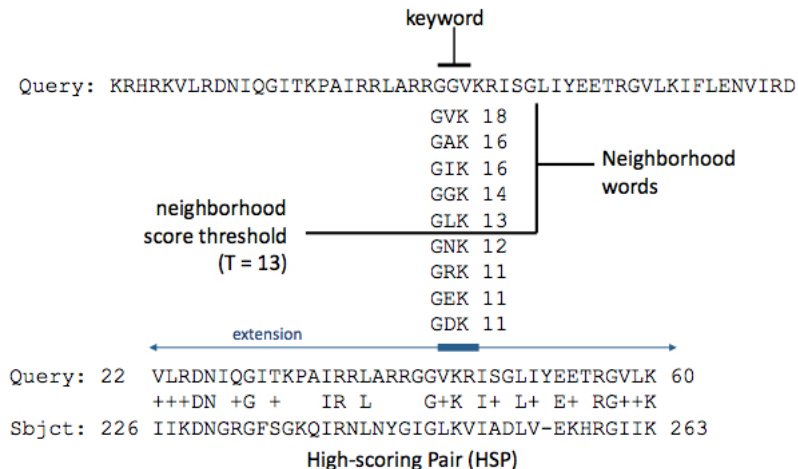 keyword
Query: KRHRKVLRDNIQGITKPAIRRLARRGGVKRISGLIYEETRGVLKIFLENVIRD
GVK 18
GAK 16
GIK 16
GGK 14
GLK 13
GNK 12
GRK 11
GEK 11
GDK 11
Neighborhood
words
neighborhood
score threshold
(T = 13)
extension
Query: 22 VLRDNIQGITKPAIRRLARRGGVKRISGLIYEETRGVLK 60
+++DN +G +    IR L    G+K I+ L+ E+ RG++K
Sbjct: 226 IIKDNGRGFSGKQIRNLNYGIGLKVIADLV-EKHRGIIK 263
High-scoring Pair (HSP)